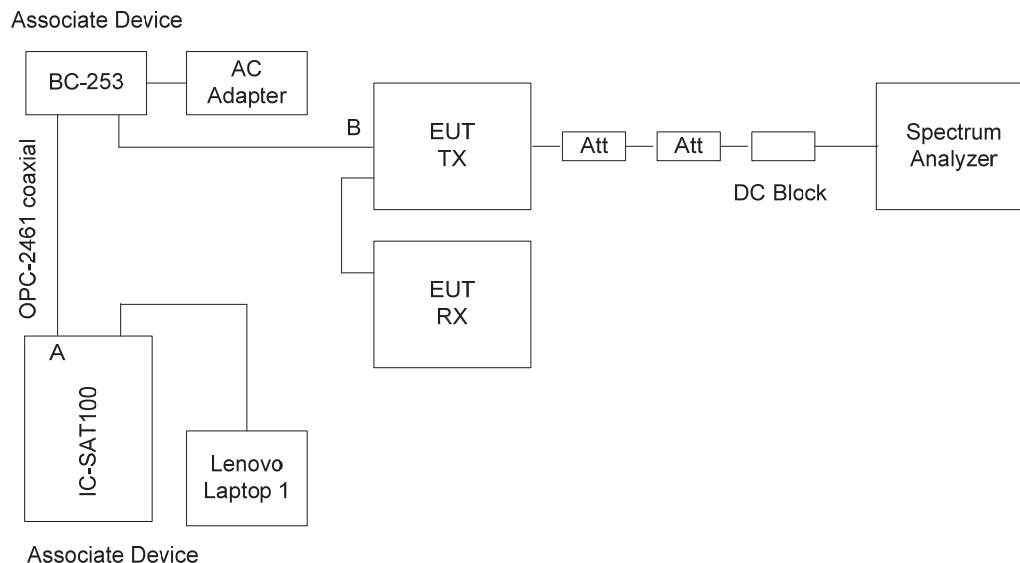 Associate Device
BC-253
AC
Adapter
B
EUT
TX
Att
Att
DC Block
Spectrum
Analyzer
OPC-2461 coaxial
EUT
RX
A
IC-SAT100
Lenovo
Laptop 1
Associate Device